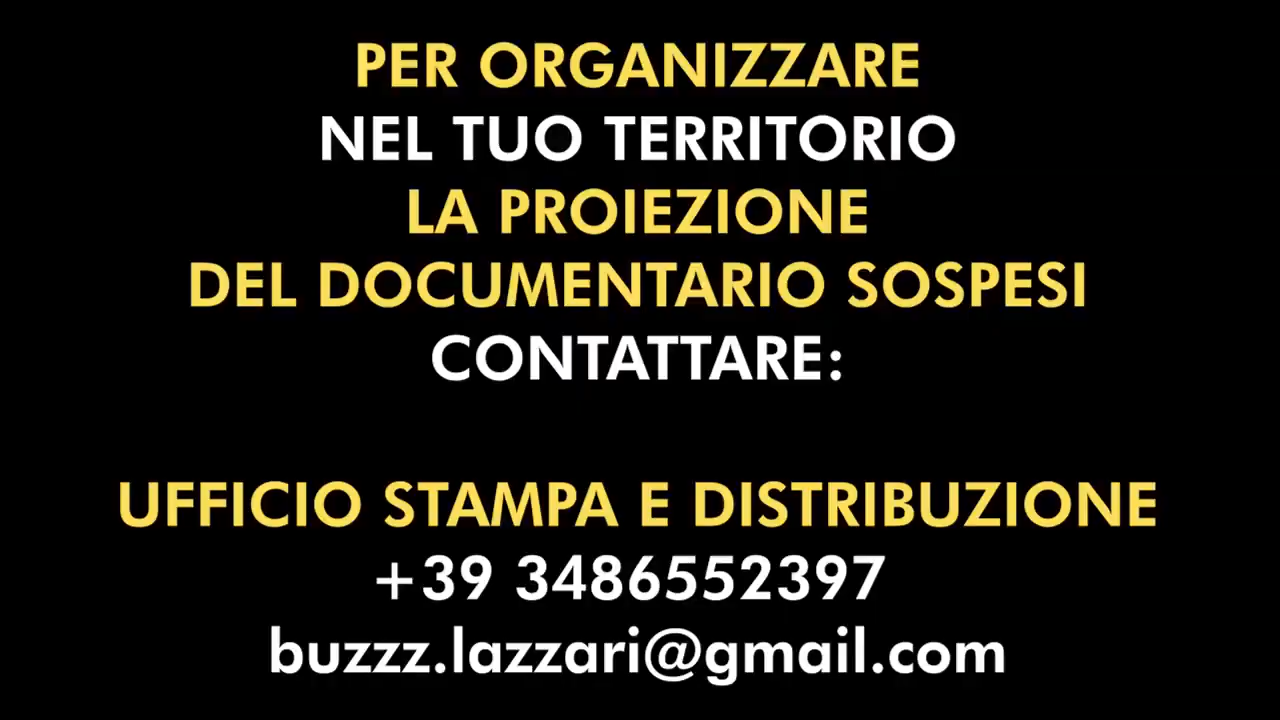 PER ORGANIZZARE
NEL TUO TERRITORIO
LA PROIEZIONE
DEL DOCUMENTARIO SOSPESI
CONTATTARE:
UFFICIO STAMPA E DISTRIBUZIONE
+39 3486552397
buzzz.lazzari@gmail.com